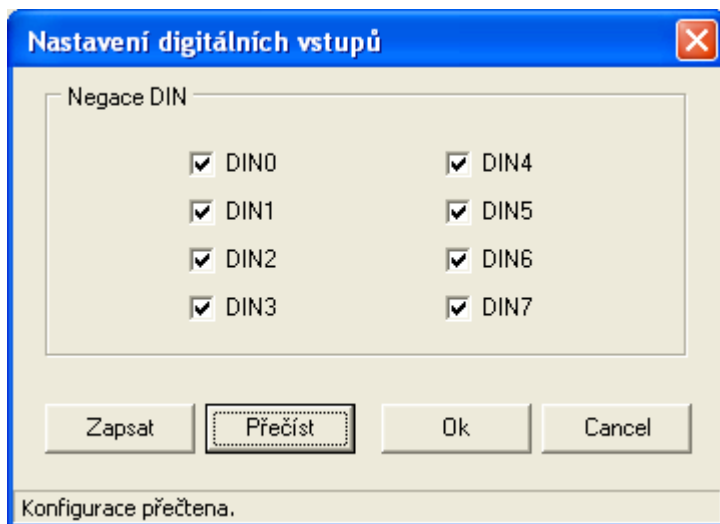 Nastavení digitálních vstupů
Negace DIN
DIN0 DIN4
DIN1 DIN5
DIN2 DIN6
DIN3 DIN7
Zapsat Přečíst Ok Cancel
Konfigurace přečtena.